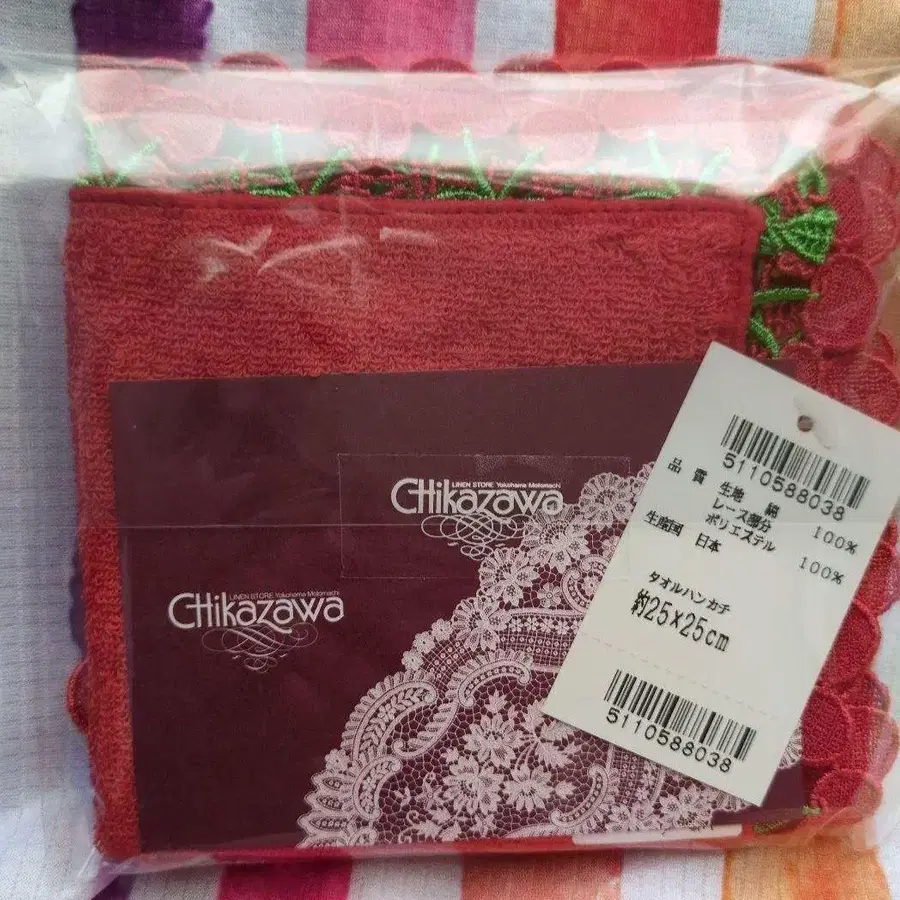 LINEN STORE Yokohama Motomachi
CHikazawa
LINEN STORE Yokohama Motomachi
CHikazawa
5110588038
品 質 生地 綿 100%
レース部分
ポリエステル 100%
生産国 日本
タオルハンカチ
約25×25cm
5110588038